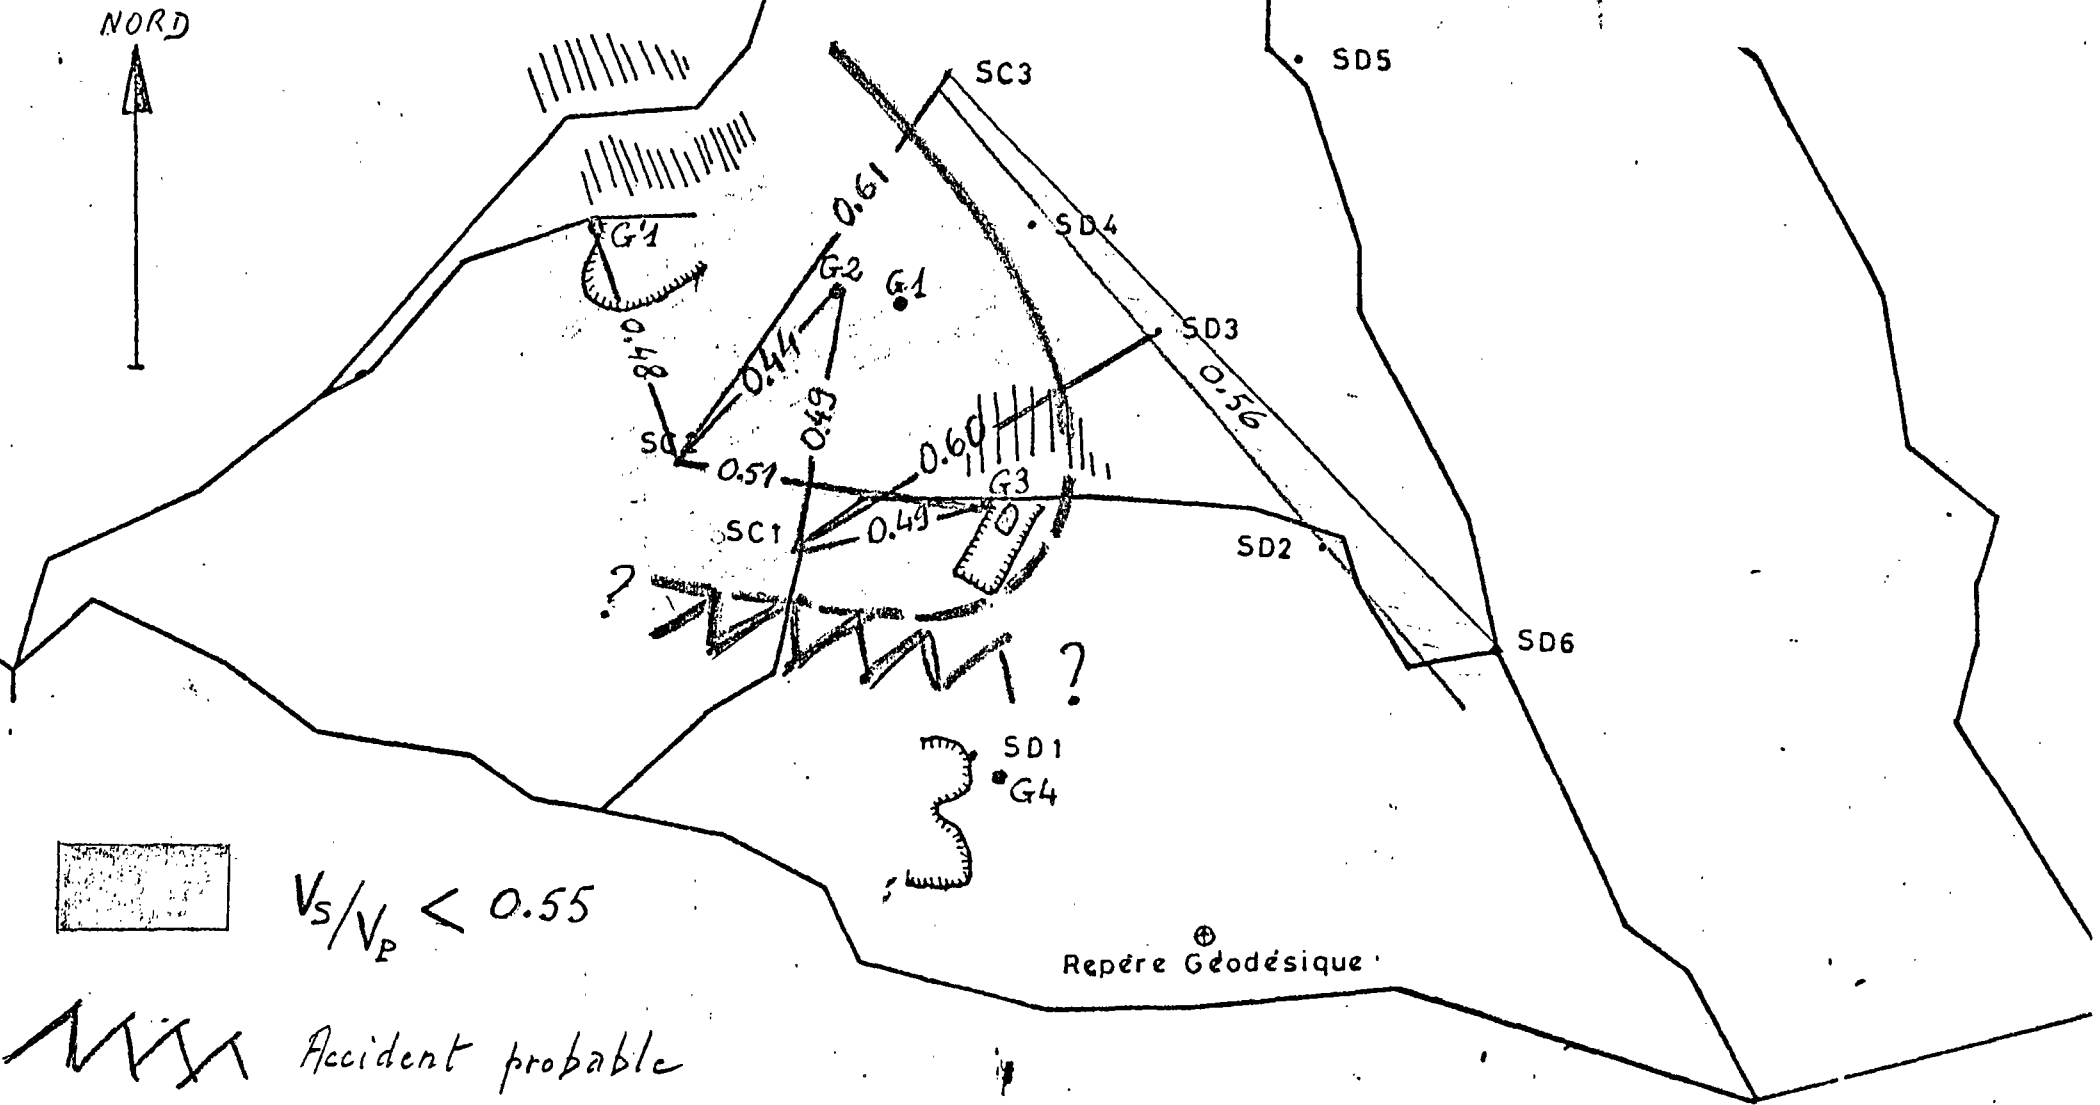 NORD
SC3
SD5
0.61
SD4
G'1
G2
G1
SD3
0.48
0.44
0.49
0.56
SC2
0.60
0.51
G3
SC1
0.49
SD2
?
SD6
?
SD1
G4
Vs/Vp < 0.55
Repére Géodésique
Accident probable